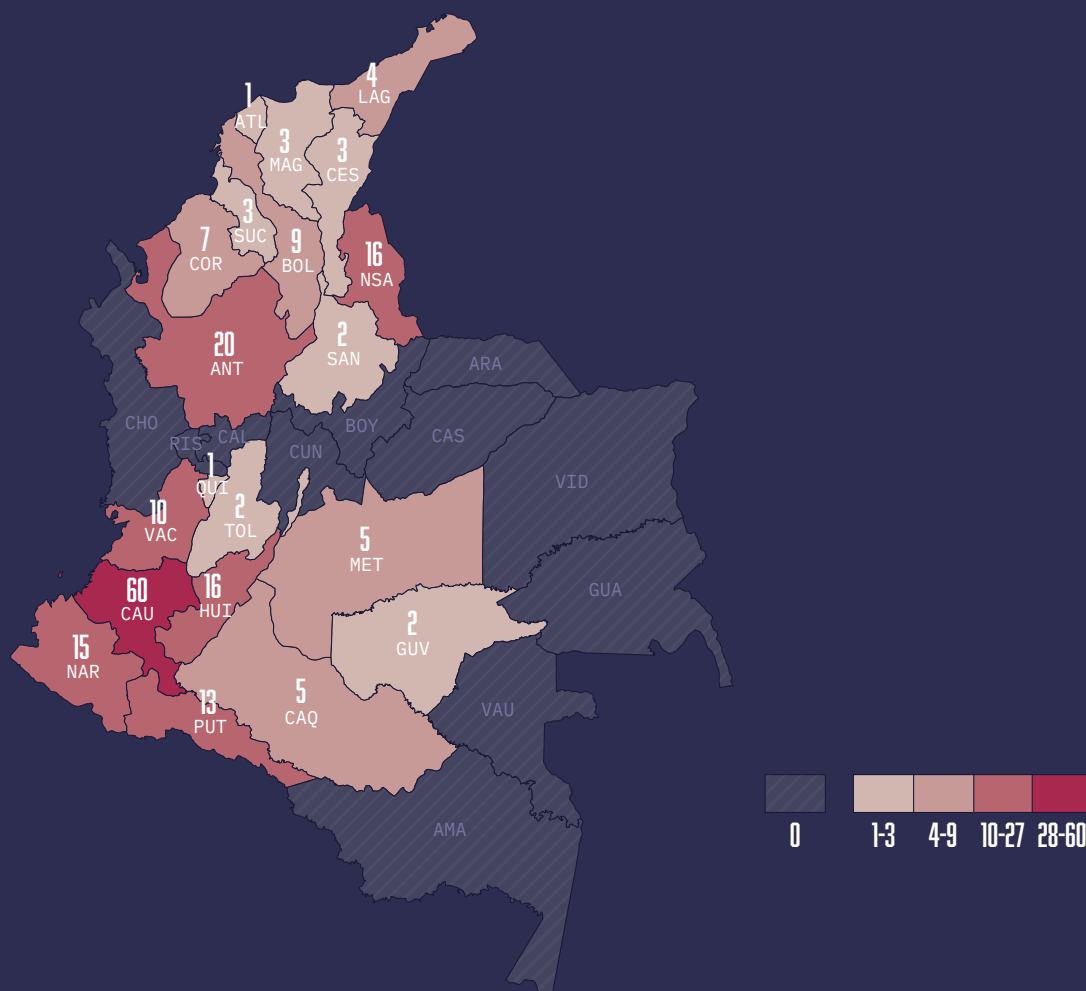 4
LAG
1
ATL
3
MAG
3
CES
3
SUC
7
COR
9
BOL
16
NSA
20
ANT
2
SAN
ARA
CHO
RIS
CAL
BOY
CUN
CAS
VID
1
QUI
10
VAC
2
TOL
5
MET
60
CAU
16
HUI
GUA
2
GUV
15
NAR
13
PUT
5
CAQ
VAU
AMA
0
1-3
4-9
10-27
28-60